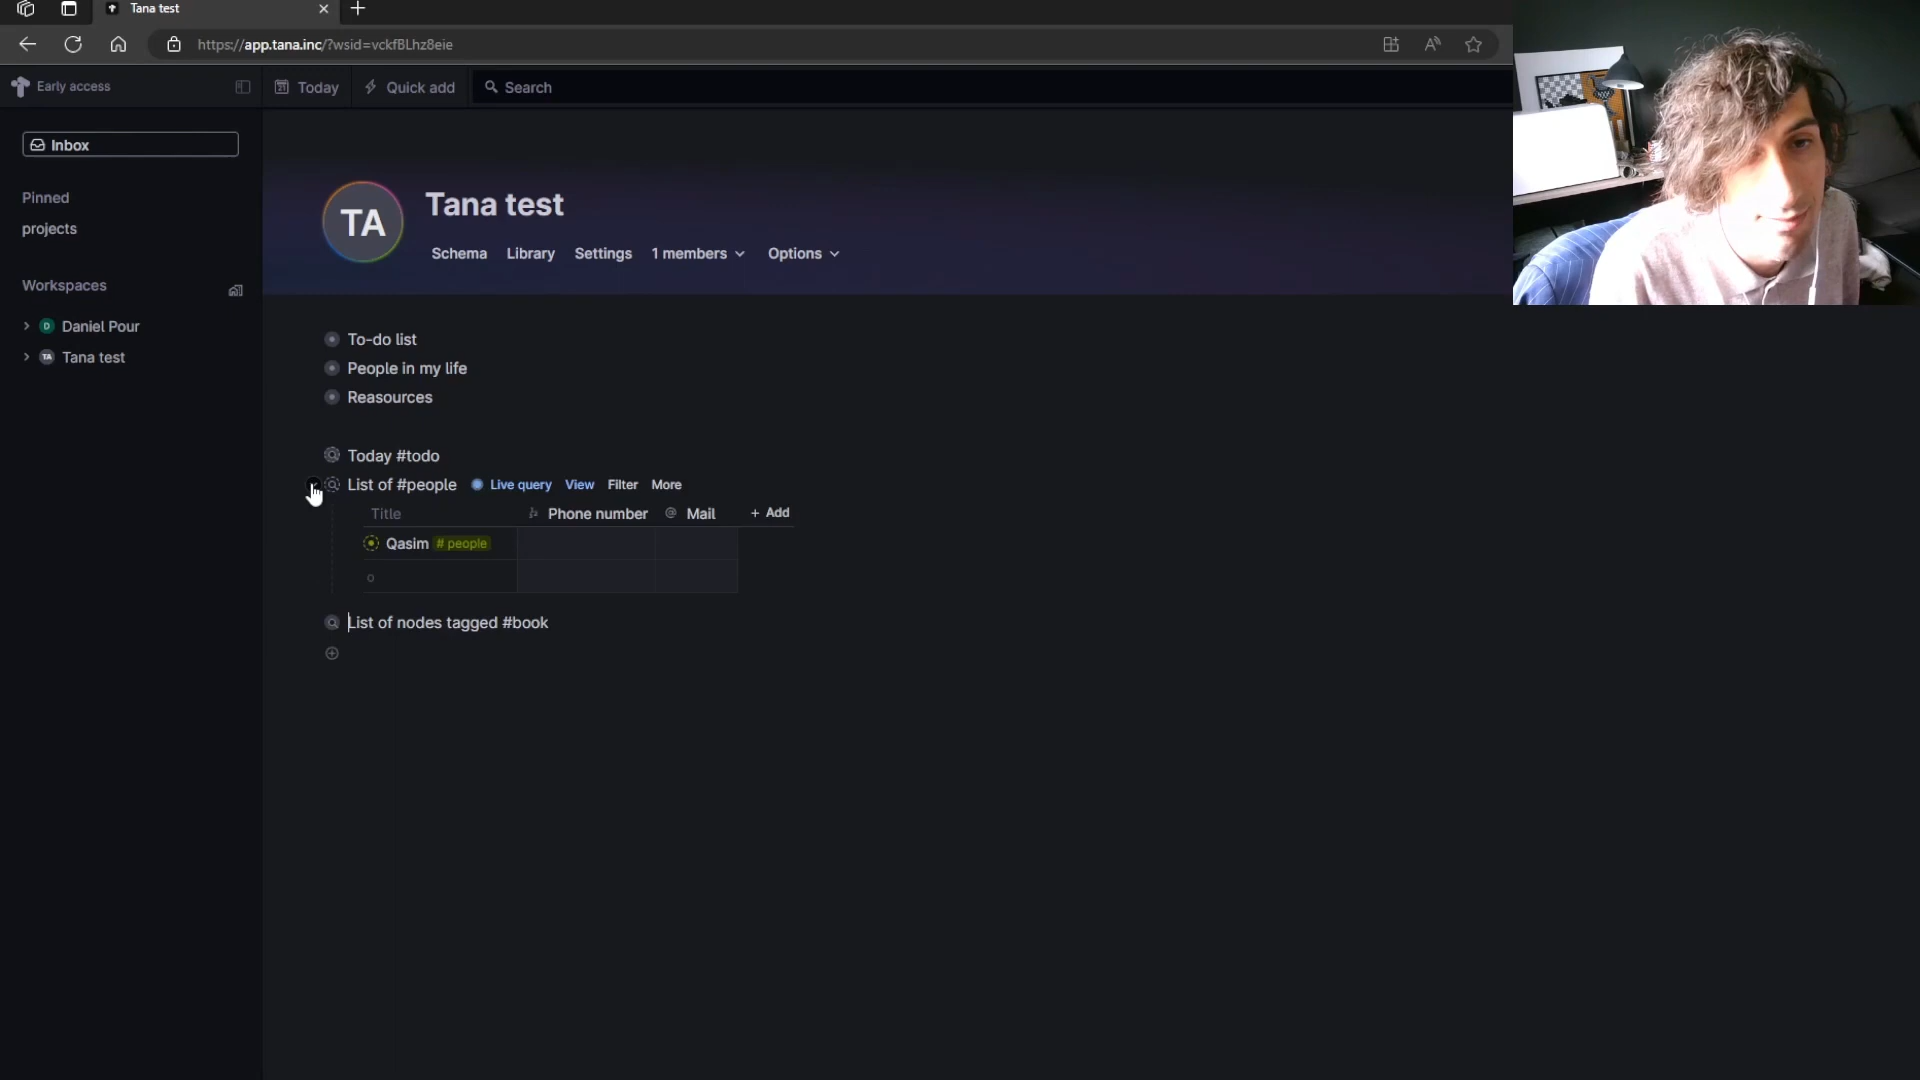 Tana test
https://app.tana.inc/?wsid=vckfBLhz8eie
Early access
Today
Quick add
Search
Inbox
Pinned
projects
Workspaces
D Daniel Pour
TA Tana test
TA
Tana test
Schema Library Settings 1 members Options
To-do list
People in my life
Reasources
Today #todo
List of #people Live query View Filter More
Title Phone number @ Mail + Add
Qasim # people
List of nodes tagged #book